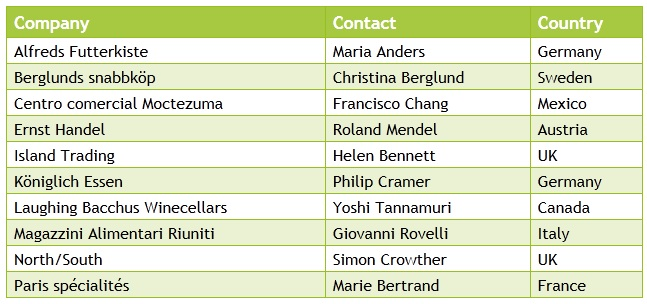 Company Contact Country
Alfreds Futterkiste Maria Anders Germany
Berglunds snabbköp Christina Berglund Sweden
Centro comercial Moctezuma Francisco Chang Mexico
Ernst Handel Roland Mendel Austria
Island Trading Helen Bennett UK
Königlich Essen Philip Cramer Germany
Laughing Bacchus Winecellars Yoshi Tannamuri Canada
Magazzini Alimentari Riuniti Giovanni Rovelli Italy
North/South Simon Crowther UK
Paris spécialités Marie Bertrand France